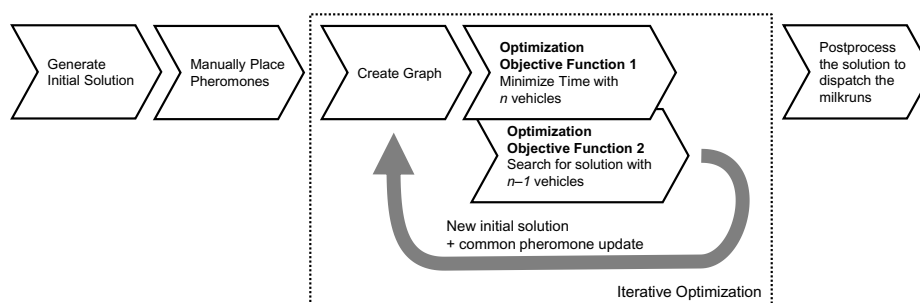 Generate
Initial Solution
Manually Place
Pheromones
Create Graph
Optimization
Objective Function 1
Minimize Time with
n vehicles
Optimization
Objective Function 2
Search for solution with
n–1 vehicles
New initial solution
+ common pheromone update
Iterative Optimization
Postprocess
the solution to
dispatch the
milkruns